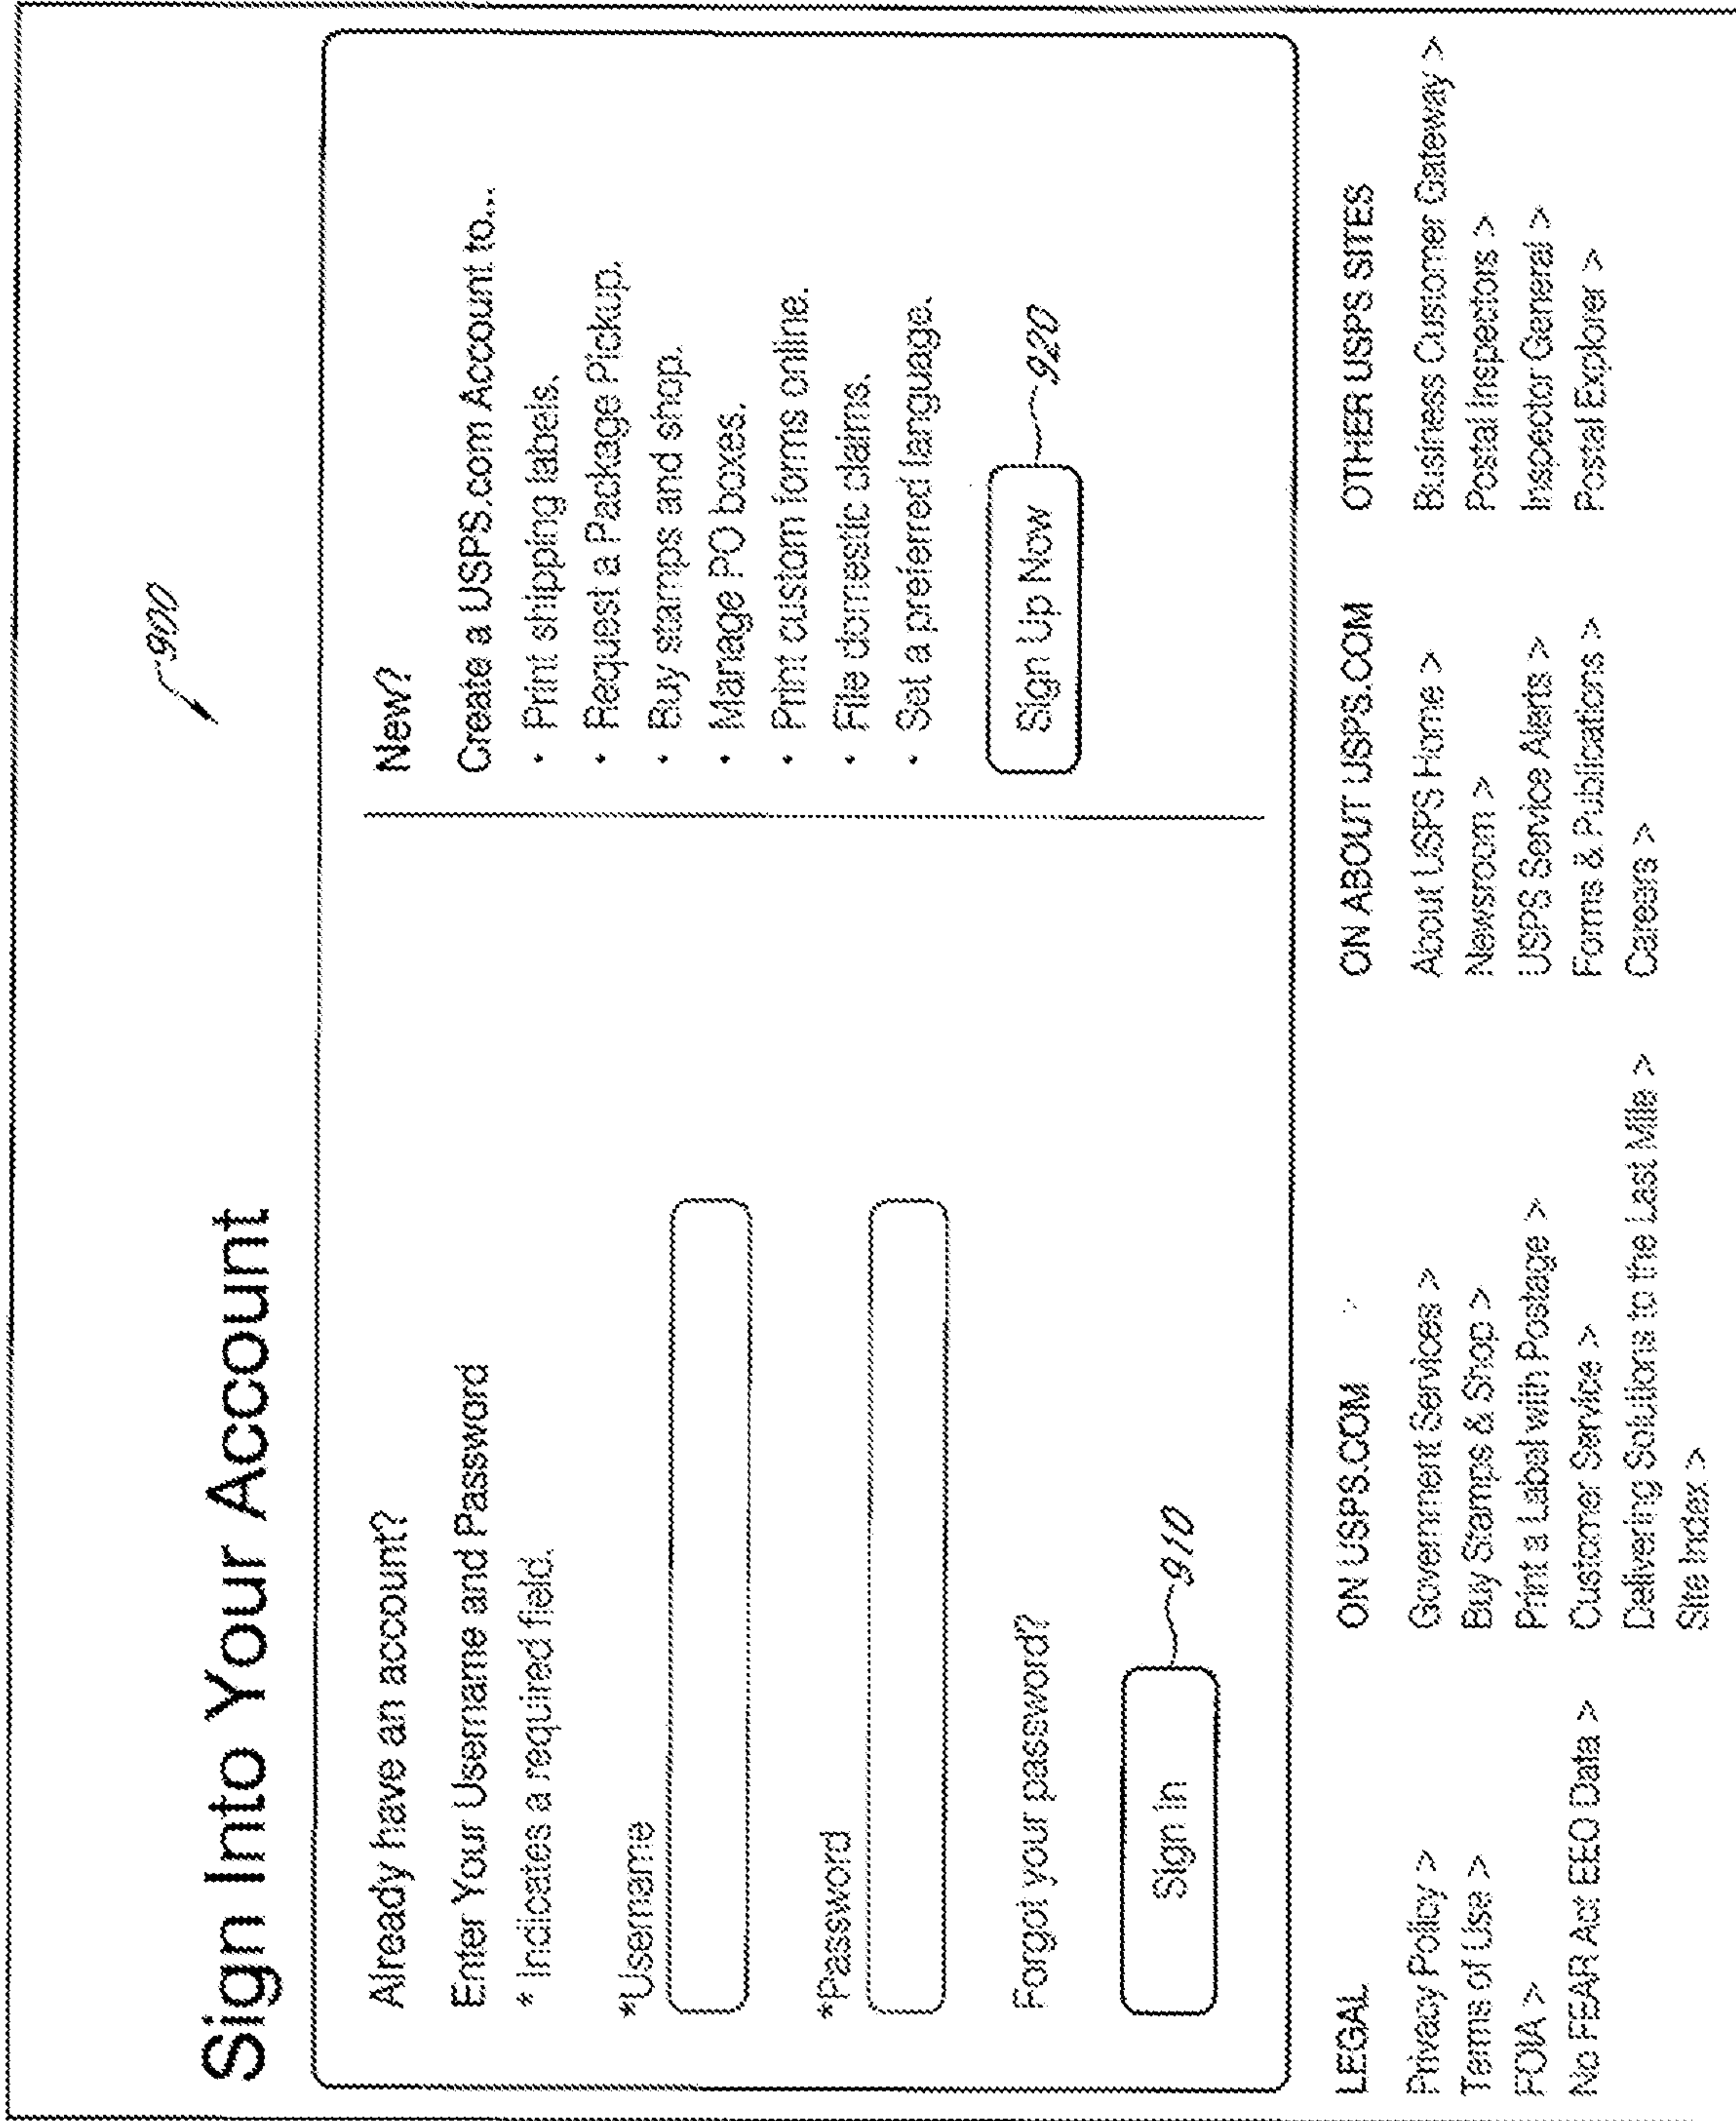 900
Sign Into Your Account
Already have an account?
Enter Your Username and Password
* Indicates a required field.
*Username
*Password
Forgot your password?
Sign In
910
New?
Create a USPS.com Account to...
• Print shipping labels.
• Request a Package Pickup.
• Buy stamps and shop.
• Manage PO boxes.
• Print custom forms online.
• File domestic claims.
• Set a preferred language.
Sign Up Now
920
LEGAL
Privacy Policy >
Terms of Use >
FOIA >
No FEAR Act EEO Data >
ON USPS.COM
Government Services >
Buy Stamps & Shop >
Print a Label with Postage >
Customer Service >
Delivering Solutions to the Last Mile >
Site Index >
ON ABOUT USPS.COM
About USPS Home >
Newsroom >
USPS Service Alerts >
Forms & Publications >
Careers >
OTHER USPS SITES
Business Customer Gateway >
Postal Inspectors >
Inspector General >
Postal Explorer >